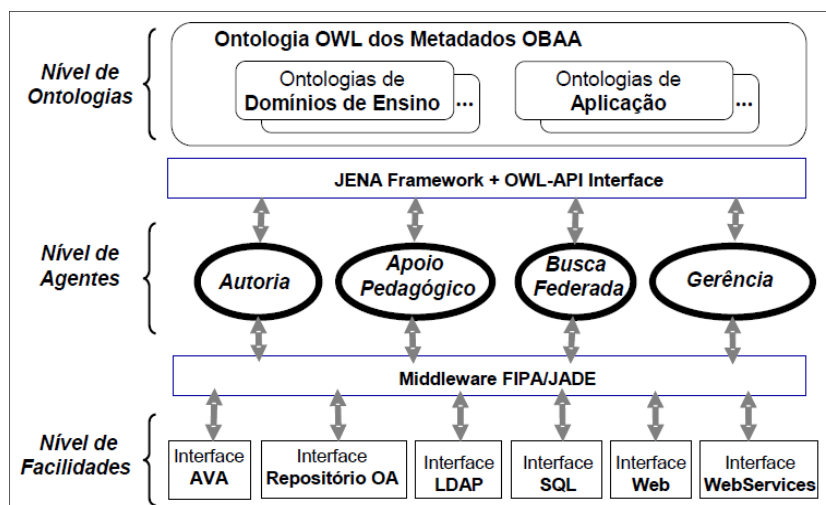 Ontologia OWL dos Metadados OBAA
Nível de
Ontologias
Ontologias de
Domínios de Ensino
...
Ontologias de
Aplicação
...
JENA Framework + OWL-API Interface
Nível de
Agentes
Autoria
Apoio
Pedagógico
Busca
Federada
Gerência
Middleware FIPA/JADE
Nível de
Facilidades
Interface
AVA
Interface
Repositório OA
Interface
LDAP
Interface
SQL
Interface
Web
Interface
WebServices